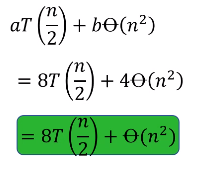 aT(n/2) + bΘ(n²)
= 8T(n/2) + 4Θ(n²)
= 8T(n/2) + Θ(n²)